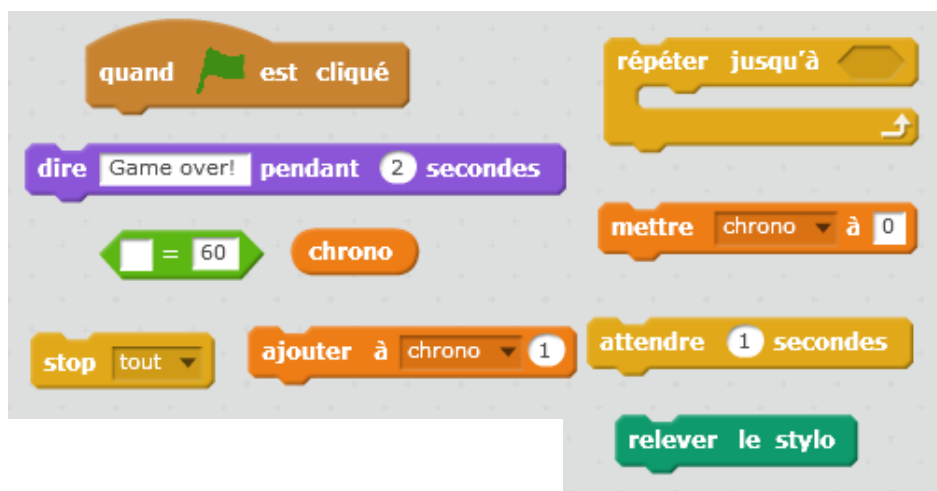 quand est cliqué
répéter jusqu'à
dire Game over! pendant 2 secondes
mettre chrono à 0
= 60
chrono
stop tout
ajouter à chrono 1
attendre 1 secondes
relever le stylo